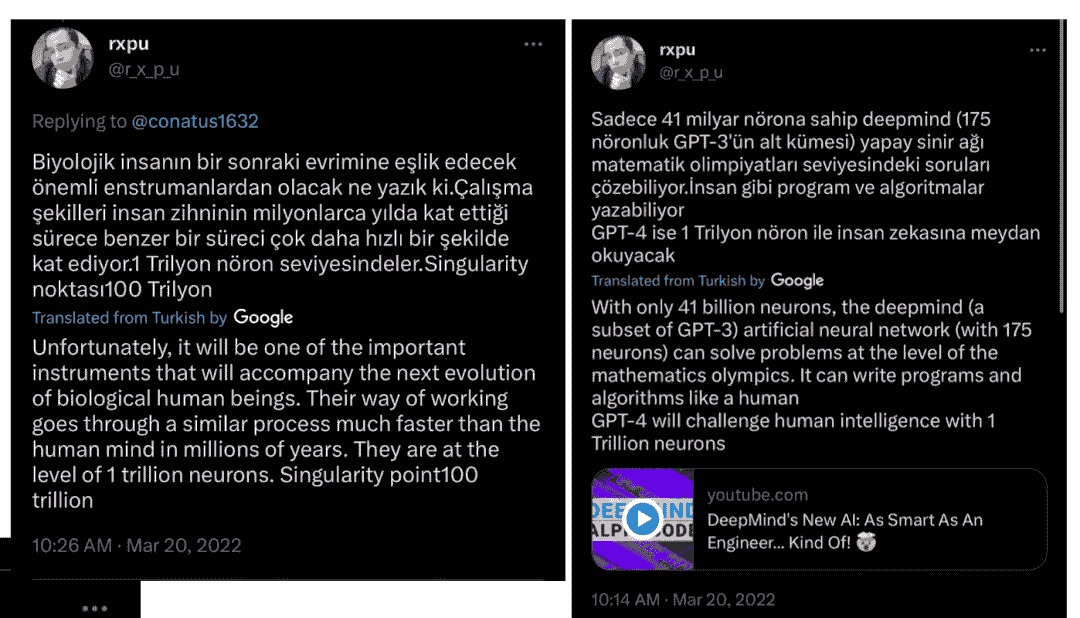 rxpu
@r_x_p_u
Replying to @conatus1632
Biyolojik insanın bir sonraki evrimine eşlik edecek
önemli enstrumanlardan olacak ne yazık ki.Çalışma
şekilleri insan zihninin milyonlarca yılda kat ettiği
sürece benzer bir süreci çok daha hızlı bir şekilde
kat ediyor.1 Trilyon nöron seviyesindeler.Singularity
noktası100 Trilyon
Translated from Turkish by Google
Unfortunately, it will be one of the important
instruments that will accompany the next evolution
of biological human beings. Their way of working
goes through a similar process much faster than the
human mind in millions of years. They are at the
level of 1 trillion neurons. Singularity point100
trillion
10:26 AM · Mar 20, 2022
rxpu
@r_x_p_u
Sadece 41 milyar nörona sahip deepmind (175
nöronluk GPT-3'ün alt kümesi) yapay sinir ağı
matematik olimpiyatları seviyesindeki soruları
çözebiliyor.İnsan gibi program ve algoritmalar
yazabiliyor
GPT-4 ise 1 Trilyon nöron ile insan zekasına meydan
okuyacak
Translated from Turkish by Google
With only 41 billion neurons, the deepmind (a
subset of GPT-3) artificial neural network (with 175
neurons) can solve problems at the level of the
mathematics olympics. It can write programs and
algorithms like a human
GPT-4 will challenge human intelligence with 1
Trillion neurons
youtube.com
DeepMind's New AI: As Smart As An
Engineer... Kind Of! 🤯
10:14 AM · Mar 20, 2022